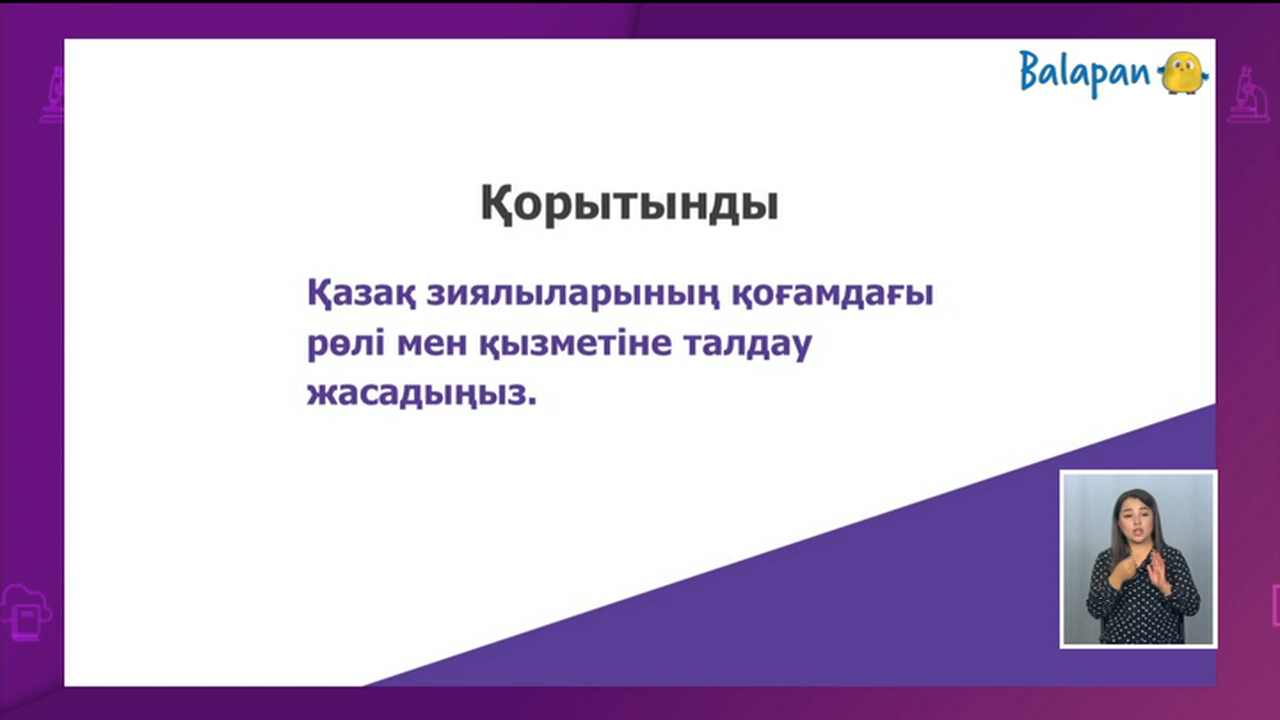 Balapan
Қорытынды
Қазақ зиялыларының қоғамдағы
рөлі мен қызметіне талдау
жасадыңыз.